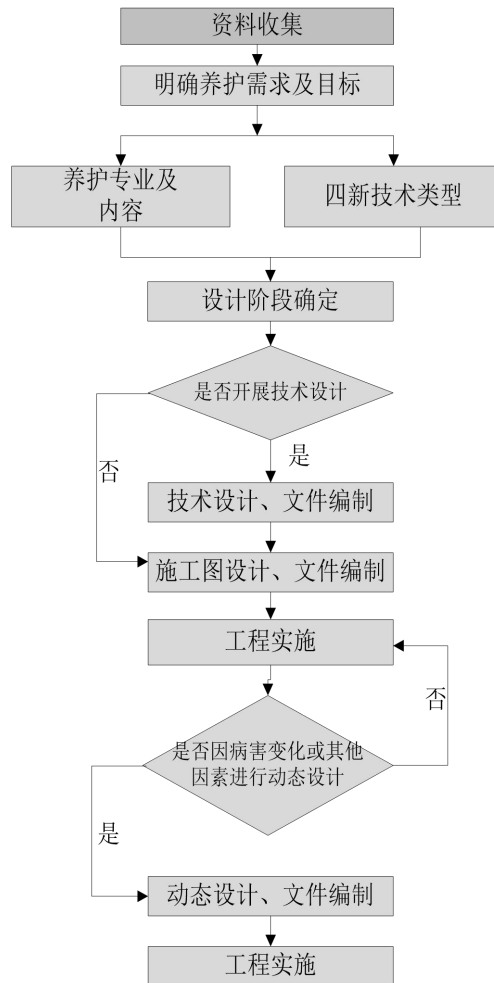 资料收集
明确养护需求及目标
养护专业及
内容
四新技术类型
设计阶段确定
是否开展技术设计
否
是
技术设计、文件编制
施工图设计、文件编制
工程实施
否
是否因病害变化或其他
因素进行动态设计
是
动态设计、文件编制
工程实施